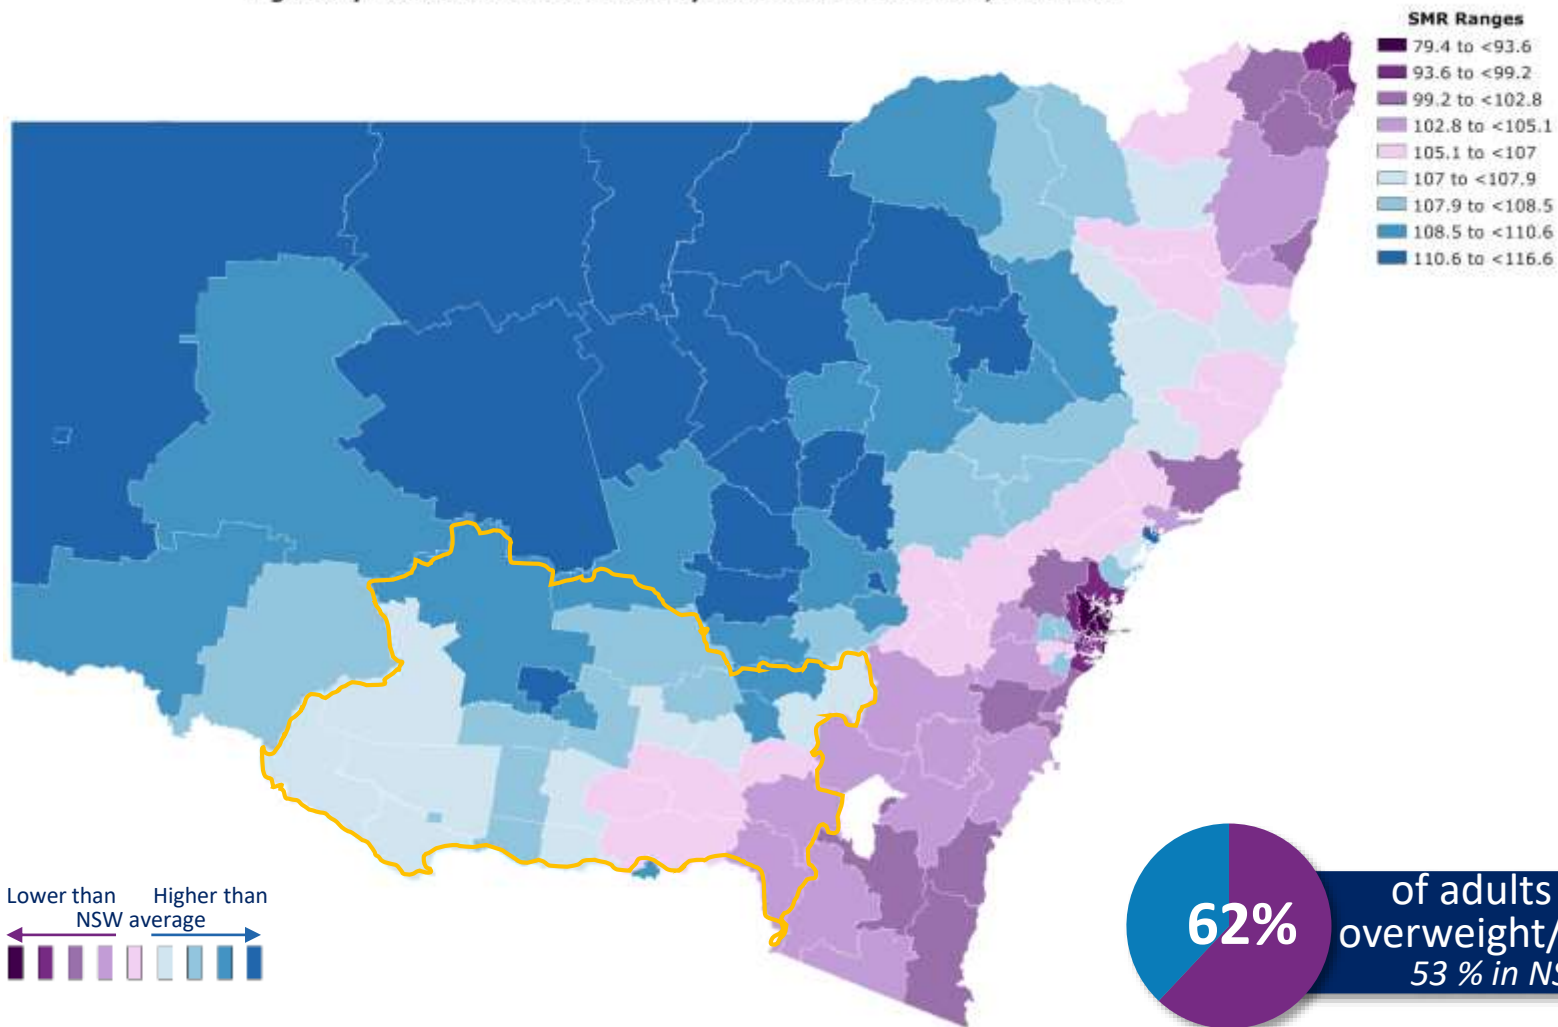 SMR Ranges
79.4 to <93.6
93.6 to <99.2
99.2 to <102.8
102.8 to <105.1
105.1 to <107
107 to <107.9
107.9 to <108.5
108.5 to <110.6
110.6 to <116.6
Lower than Higher than
NSW average
62%
of adults
overweight/
53 % in NS